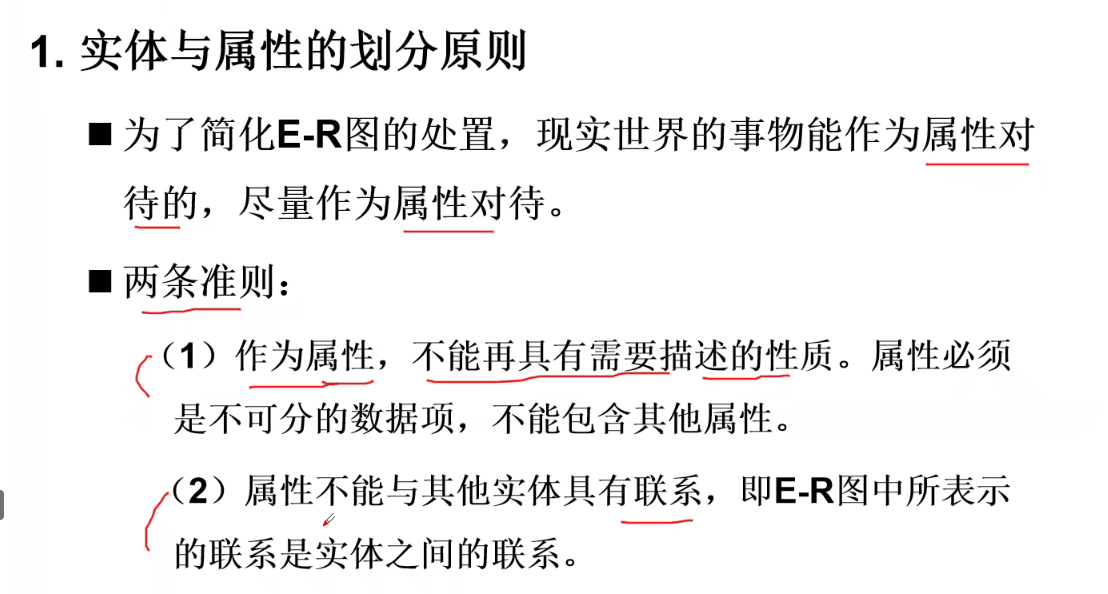 1. 实体与属性的划分原则
■ 为了简化E-R图的处置，现实世界的事物能作为属性对
待的，尽量作为属性对待。
■ 两条准则：
（1）作为属性，不能再具有需要描述的性质。属性必须
是不可分的数据项，不能包含其他属性。
（2）属性不能与其他实体具有联系，即E-R图中所表示
的联系是实体之间的联系。